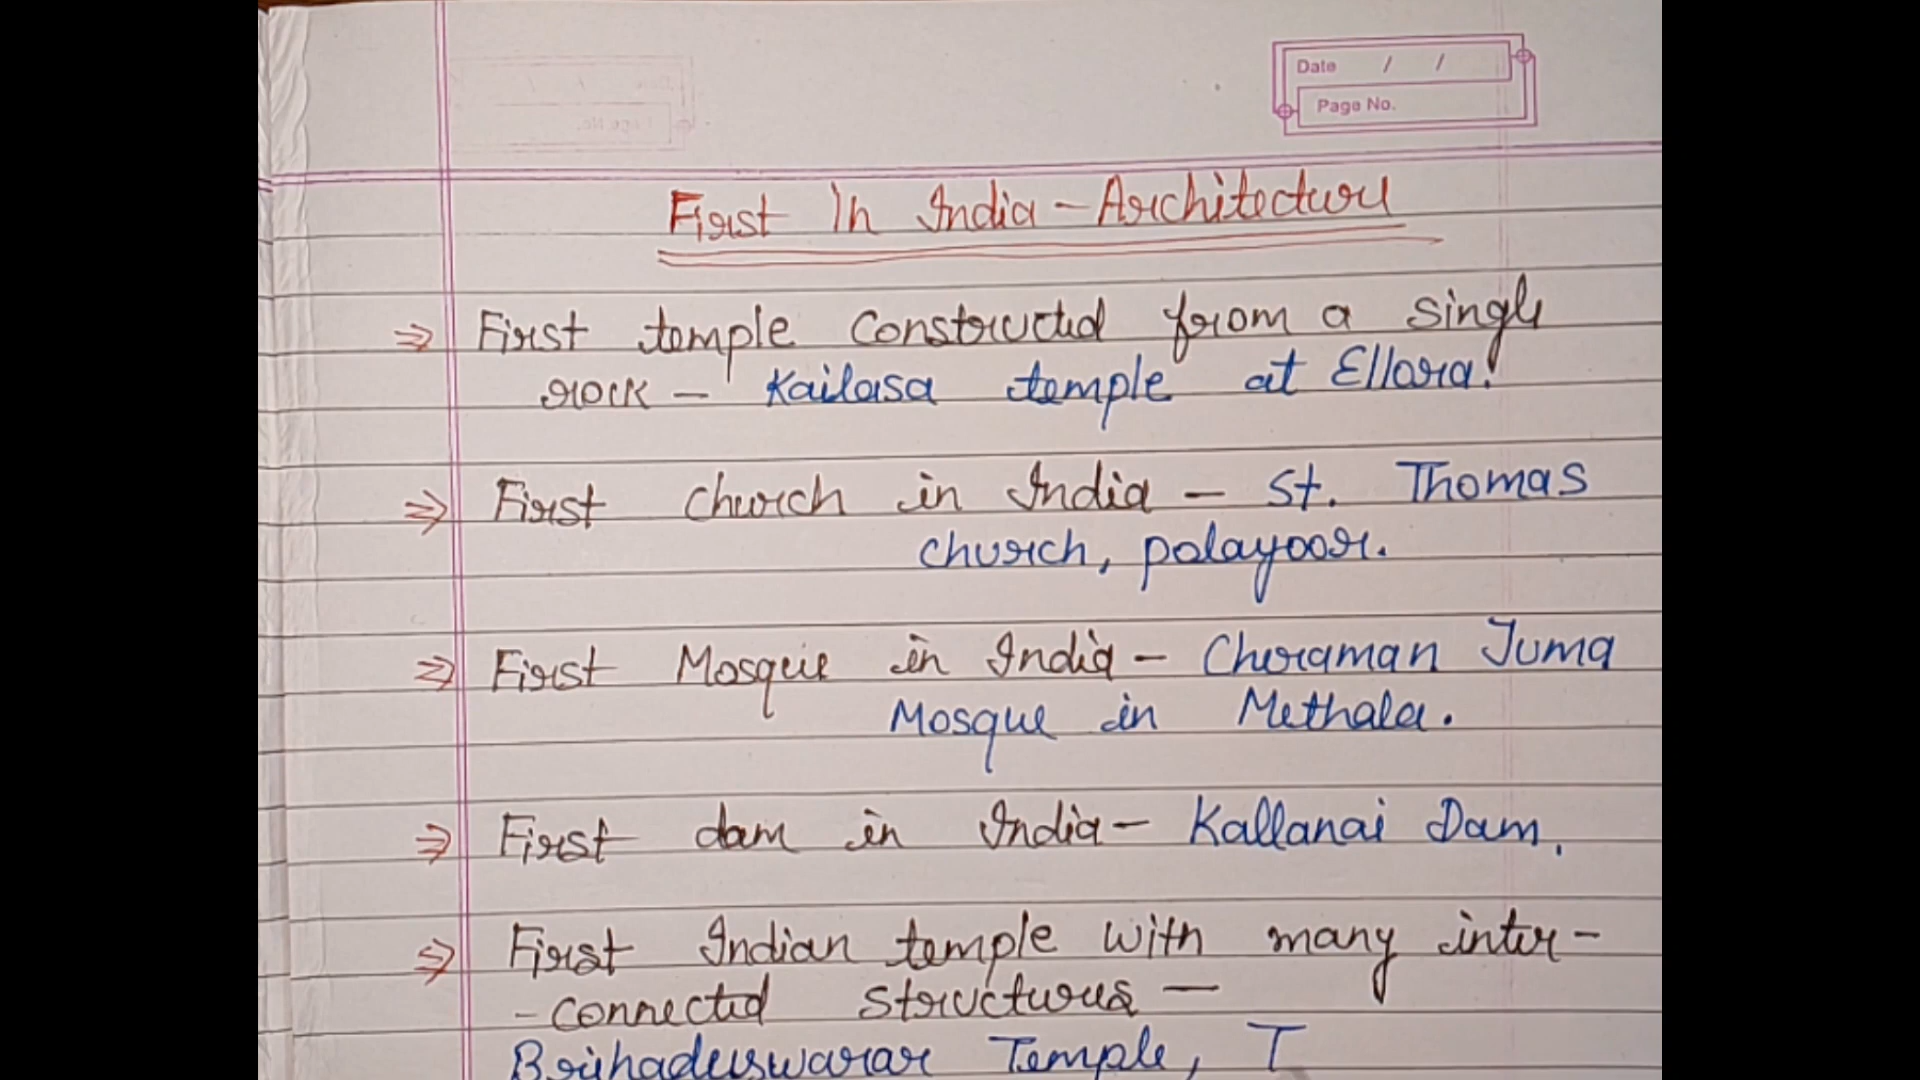 Date / /
Page No.
First In India - Architecture
⇒ First temple constructed from a single
rock - Kailasa temple at Ellora.
⇒ First church in India - St. Thomas
church, palayoor.
⇒ First Mosque in India - Cheraman Juma
Mosque in Methala.
⇒ First dam in India - Kallanai Dam.
⇒ First Indian temple with many inter-
-connected structures -
Brihadeeswarar Temple, T